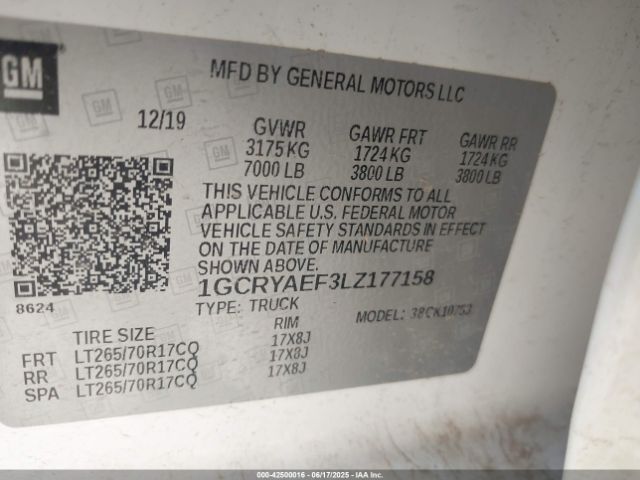 GM
MFD BY GENERAL MOTORS LLC
12/19
GVWR GAWR FRT GAWR RR
3175 KG 1724 KG 1724 KG
7000 LB 3800 LB 3800 LB
THIS VEHICLE CONFORMS TO ALL
APPLICABLE U.S. FEDERAL MOTOR
VEHICLE SAFETY STANDARDS IN EFFECT
ON THE DATE OF MANUFACTURE
SHOWN ABOVE.
1GCRYAEF3LZ177158
8624
TYPE: TRUCK MODEL:
TIRE SIZE RIM
FRT LT265/70R17CQ 17X8J
RR LT265/70R17CQ 17X8J
SPA LT265/70R17CQ 17X8J
000-42500016 - 06/17/2025 - IAA Inc.